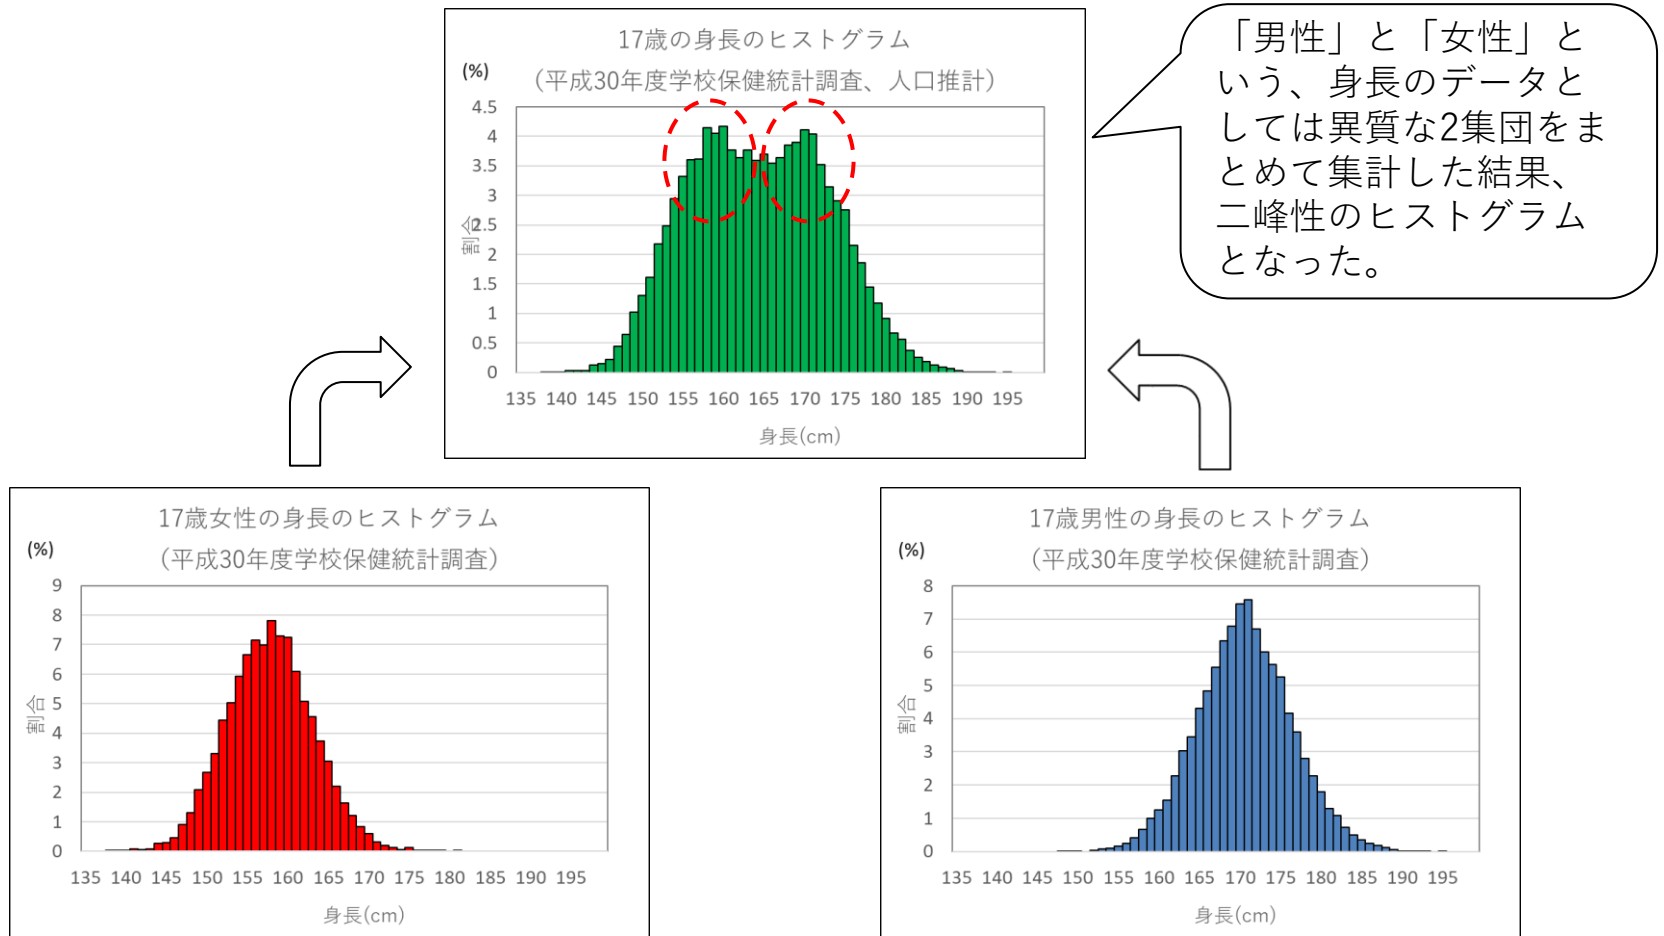 17歳の身長のヒストグラム
(%)
（平成30年度学校保健統計調査、人口推計）
4.5
4
3.5
3
2.5
2
1.5
1
0.5
0
割合
135 140 145 150 155 160 165 170 175 180 185 190 195
身長(cm)
「男性」と「女性」と
いう、身長のデータと
しては異質な2集団をま
とめて集計した結果、
二峰性のヒストグラム
となった。
17歳女性の身長のヒストグラム
(%)
（平成30年度学校保健統計調査）
9
8
7
6
5
4
3
2
1
0
割合
135 140 145 150 155 160 165 170 175 180 185 190 195
身長(cm)
17歳男性の身長のヒストグラム
(%)
（平成30年度学校保健統計調査）
8
7
6
5
4
3
2
1
0
割合
135 140 145 150 155 160 165 170 175 180 185 190 195
身長(cm)